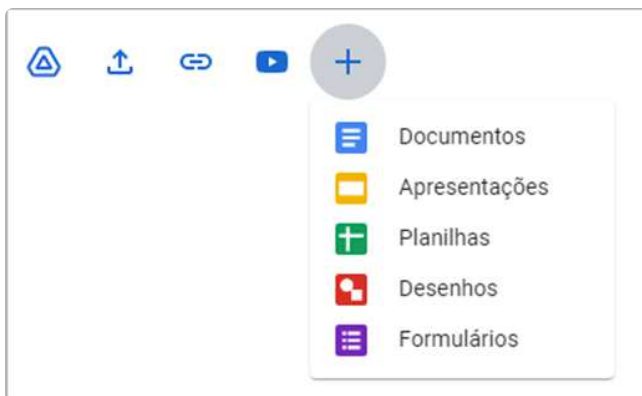 Documentos
Apresentações
Planilhas
Desenhos
Formulários